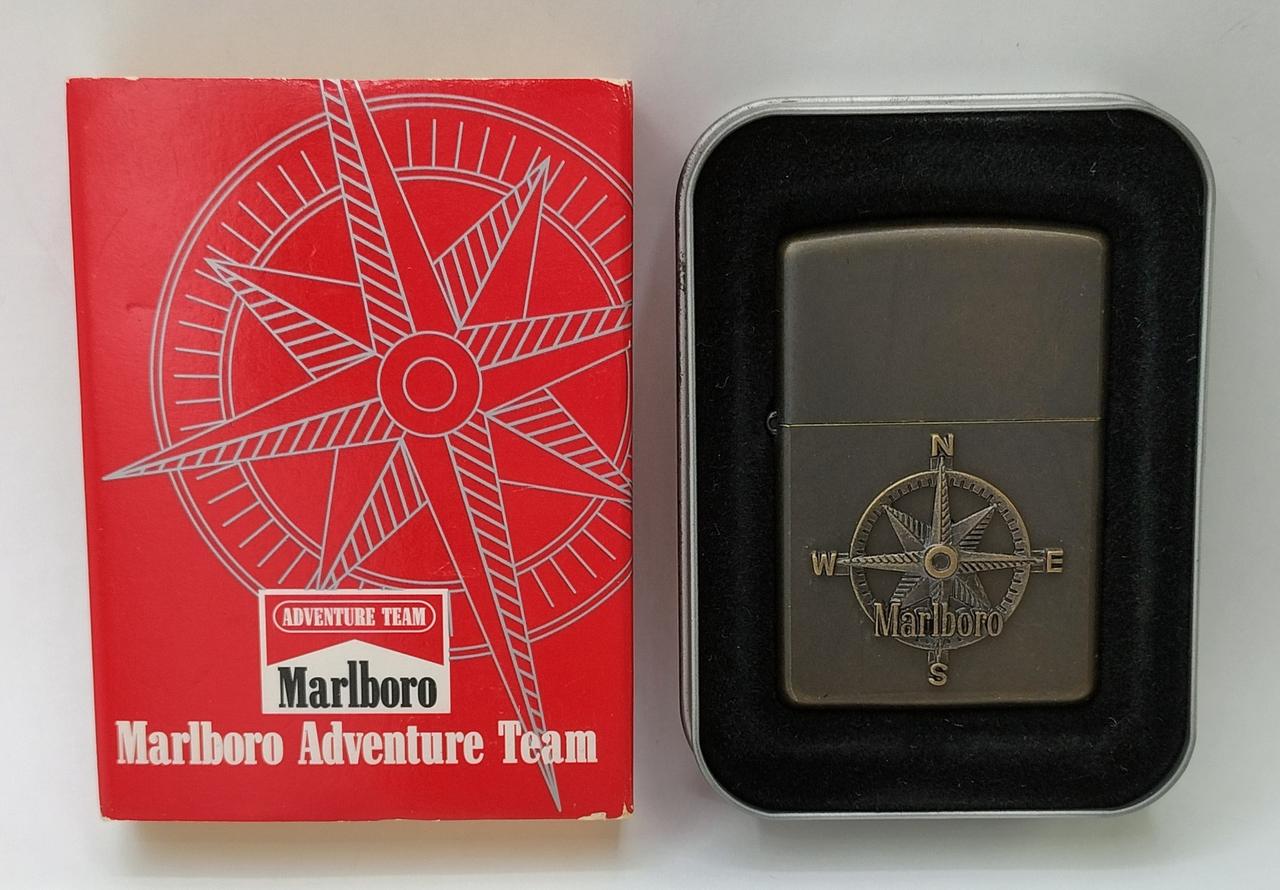 ADVENTURE TEAM
Marlboro
Marlboro Adventure Team
N
W E
Marlboro
S